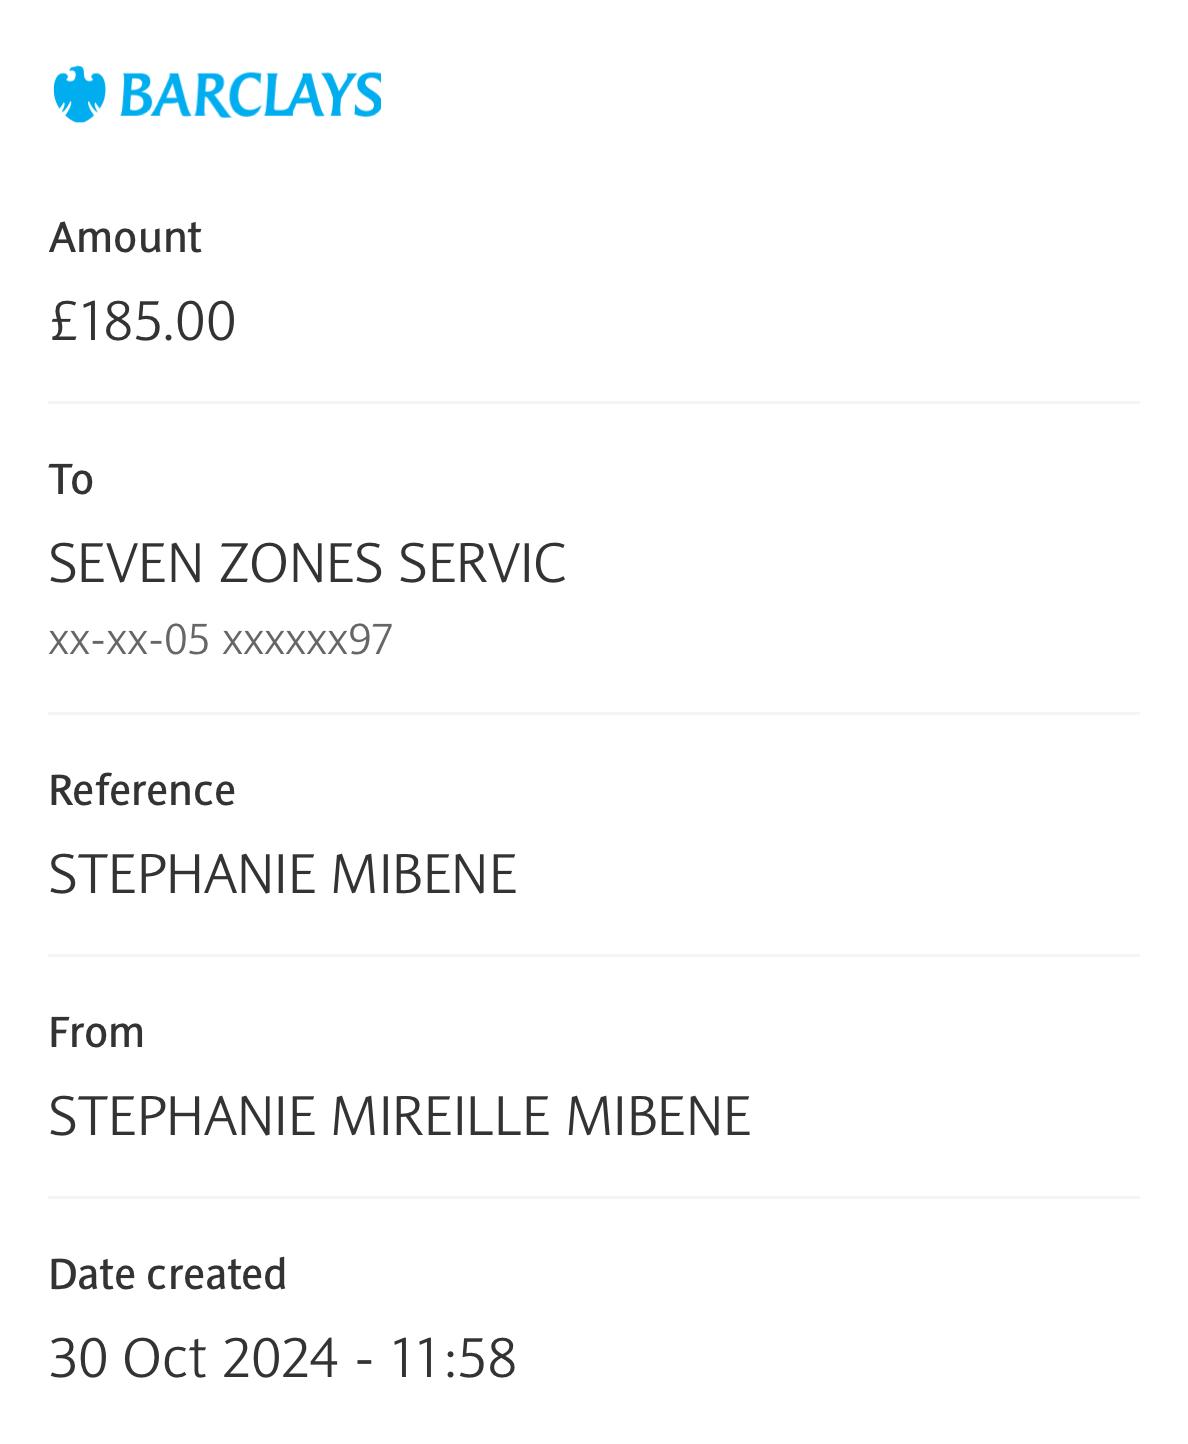 BARCLAYS
Amount
£185.00
To
SEVEN ZONES SERVIC
xx-xx-05 xxxxxx97
Reference
STEPHANIE MIBENE
From
STEPHANIE MIREILLE MIBENE
Date created
30 Oct 2024 - 11:58